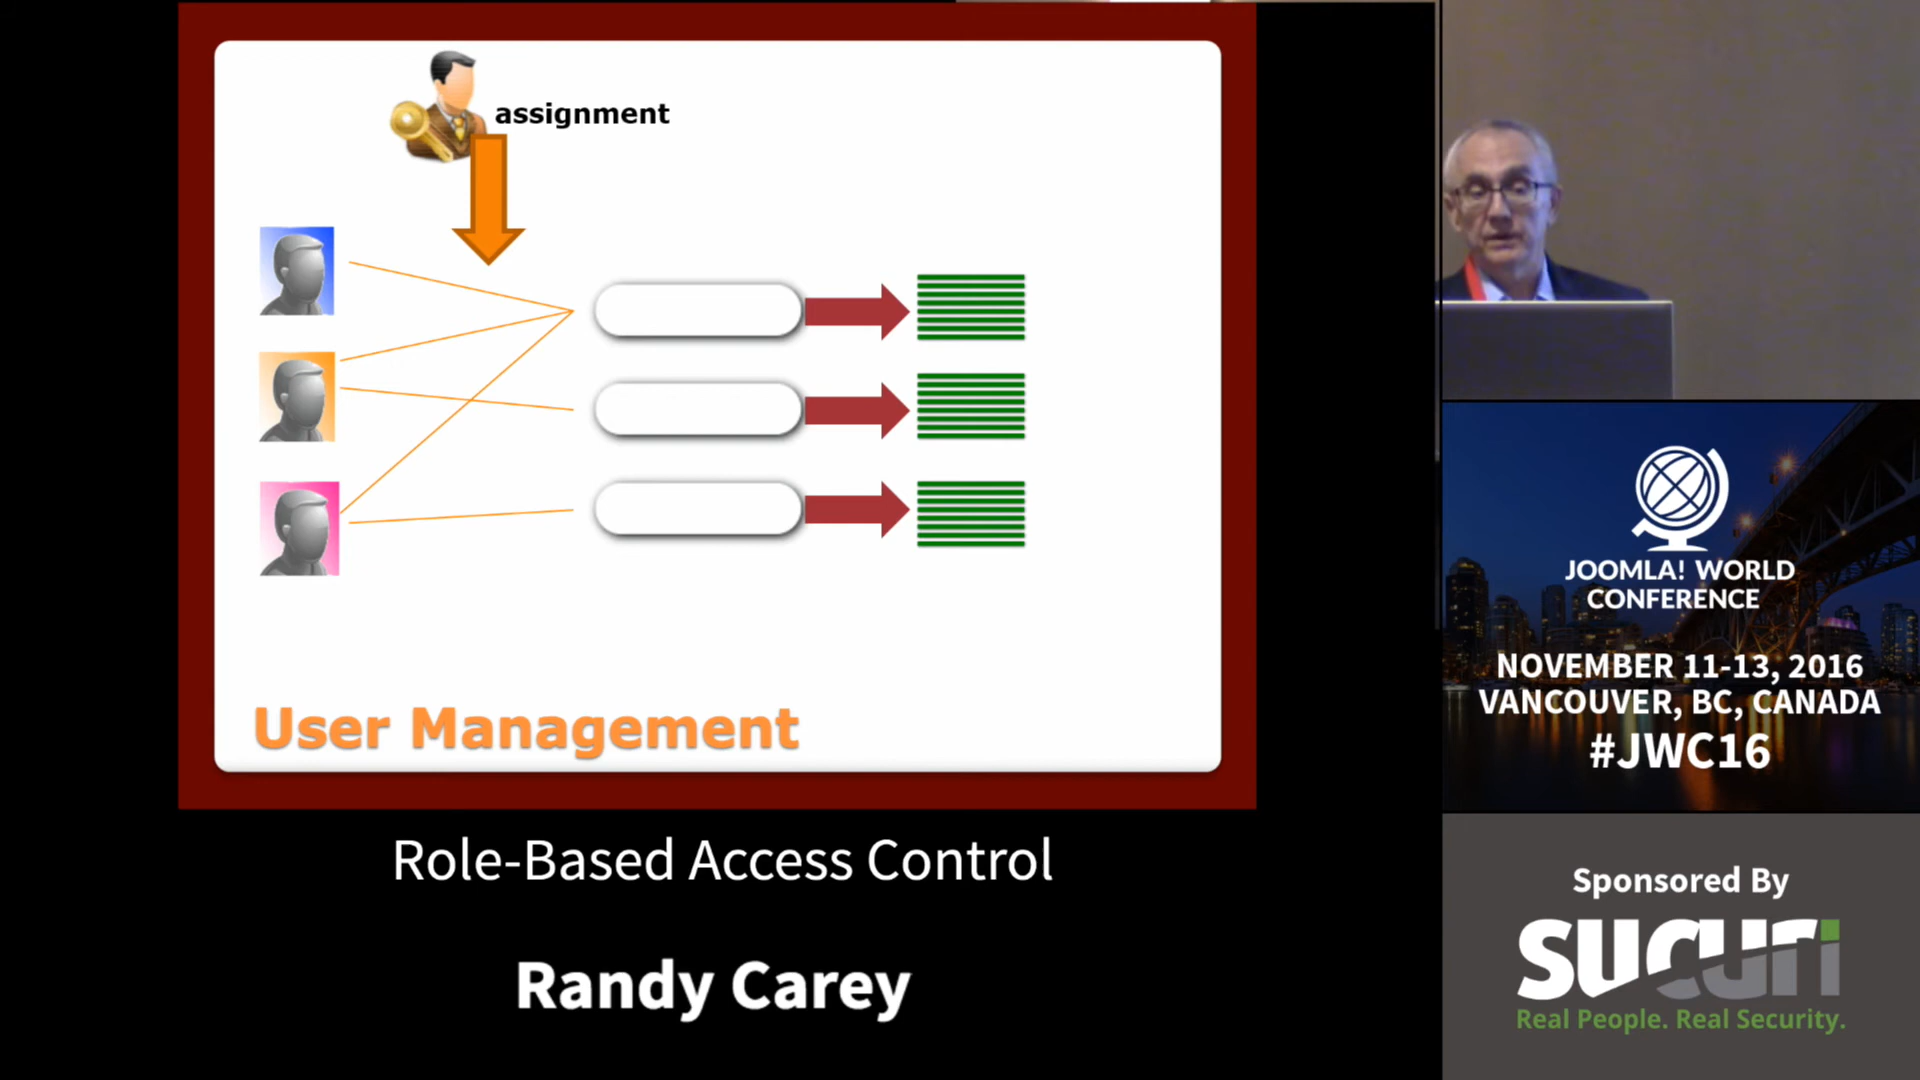 assignment
User Management
Role-Based Access Control
Randy Carey
JOOMLA! WORLD
CONFERENCE
NOVEMBER 11-13, 2016
VANCOUVER, BC, CANADA
#JWC16
Sponsored By
SUCURI
Real People. Real Security.